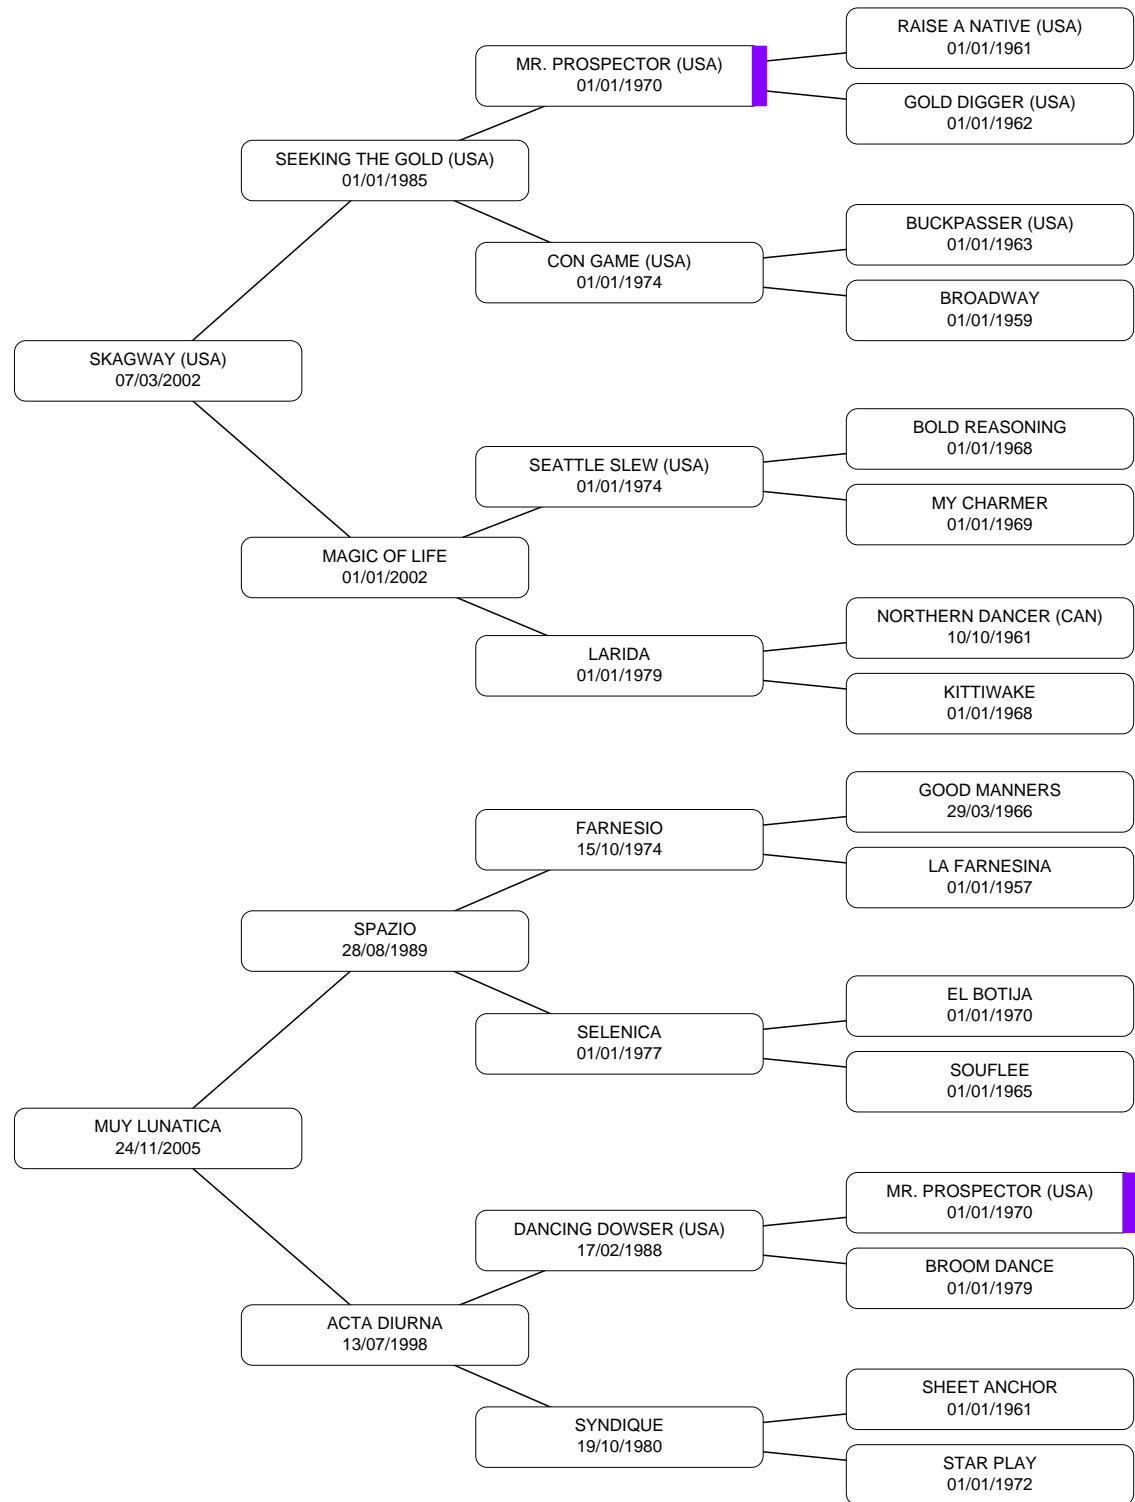 RAISE A NATIVE (USA)
01/01/1961
MR. PROSPECTOR (USA)
01/01/1970
GOLD DIGGER (USA)
01/01/1962
SEEKING THE GOLD (USA)
01/01/1985
BUCKPASSER (USA)
01/01/1963
CON GAME (USA)
01/01/1974
BROADWAY
01/01/1959
SKAGWAY (USA)
07/03/2002
BOLD REASONING
01/01/1968
SEATTLE SLEW (USA)
01/01/1974
MY CHARMER
01/01/1969
MAGIC OF LIFE
01/01/2002
NORTHERN DANCER (CAN)
10/10/1961
LARIDA
01/01/1979
KITTIWAKE
01/01/1968
GOOD MANNERS
29/03/1966
FARNESIO
15/10/1974
LA FARNESINA
01/01/1957
SPAZIO
28/08/1989
EL BOTIJA
01/01/1970
SELENICA
01/01/1977
SOUFLEE
01/01/1965
MUY LUNATICA
24/11/2005
MR. PROSPECTOR (USA)
01/01/1970
DANCING DOWSER (USA)
17/02/1988
BROOM DANCE
01/01/1979
ACTA DIURNA
13/07/1998
SHEET ANCHOR
01/01/1961
SYNDIQUE
19/10/1980
STAR PLAY
01/01/1972